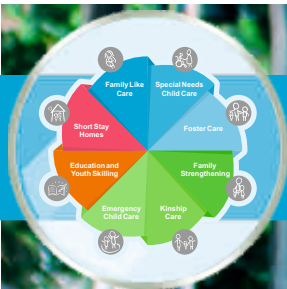 Family Like
Care
Special Needs
Child Care
Foster Care
Family
Strengthening
Kinship
Care
Emergency
Child Care
Education and
Youth Skilling
Short Stay
Homes